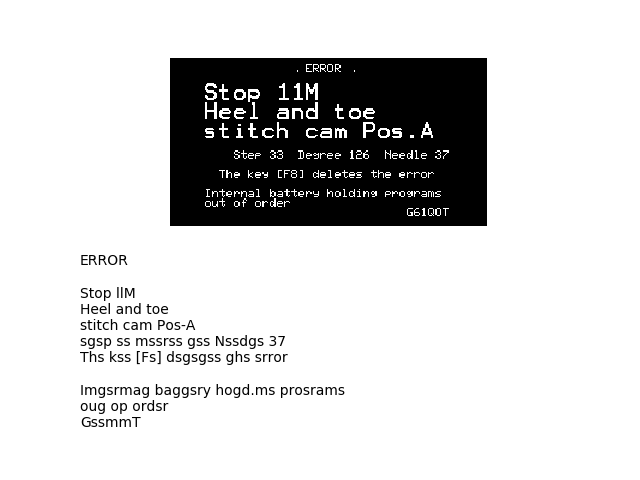 . ERROR .
Stop 11M
Heel and toe
stitch cam Pos.A
Step 33 Degree 126 Needle 37
The key [F8] deletes the error
Internal battery holding programs
out of order
G61Q0T
ERROR
Stop llM
Heel and toe
stitch cam Pos-A
sgsp ss mssrss gss Nssdgs 37
Ths kss [Fs] dsgsgss ghs srror
Imgsrmag baggsry hogd.ms prosrams
oug op ordsr
GssmmT